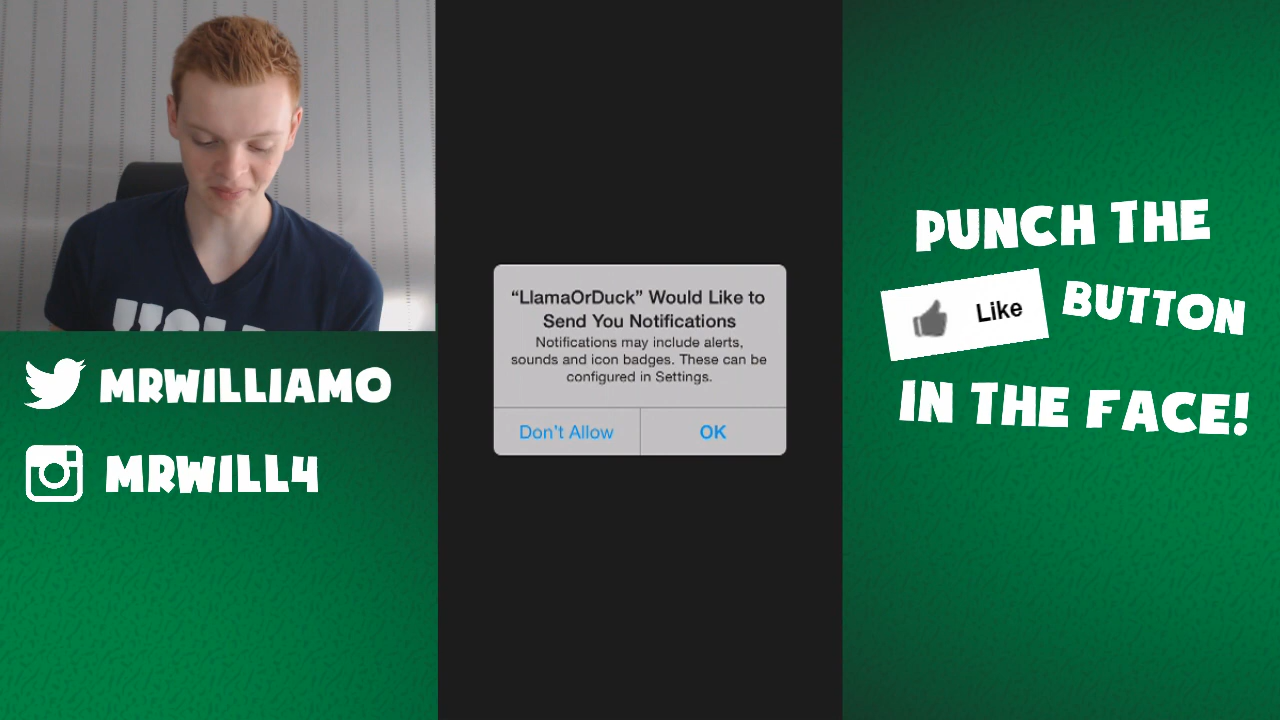 MRWILLIAMO
MRWILL4
“LlamaOrDuck” Would Like to
Send You Notifications
Notifications may include alerts,
sounds and icon badges. These can be
configured in Settings.
Don't Allow
OK
PUNCH THE
Like BUTTON
IN THE FACE!